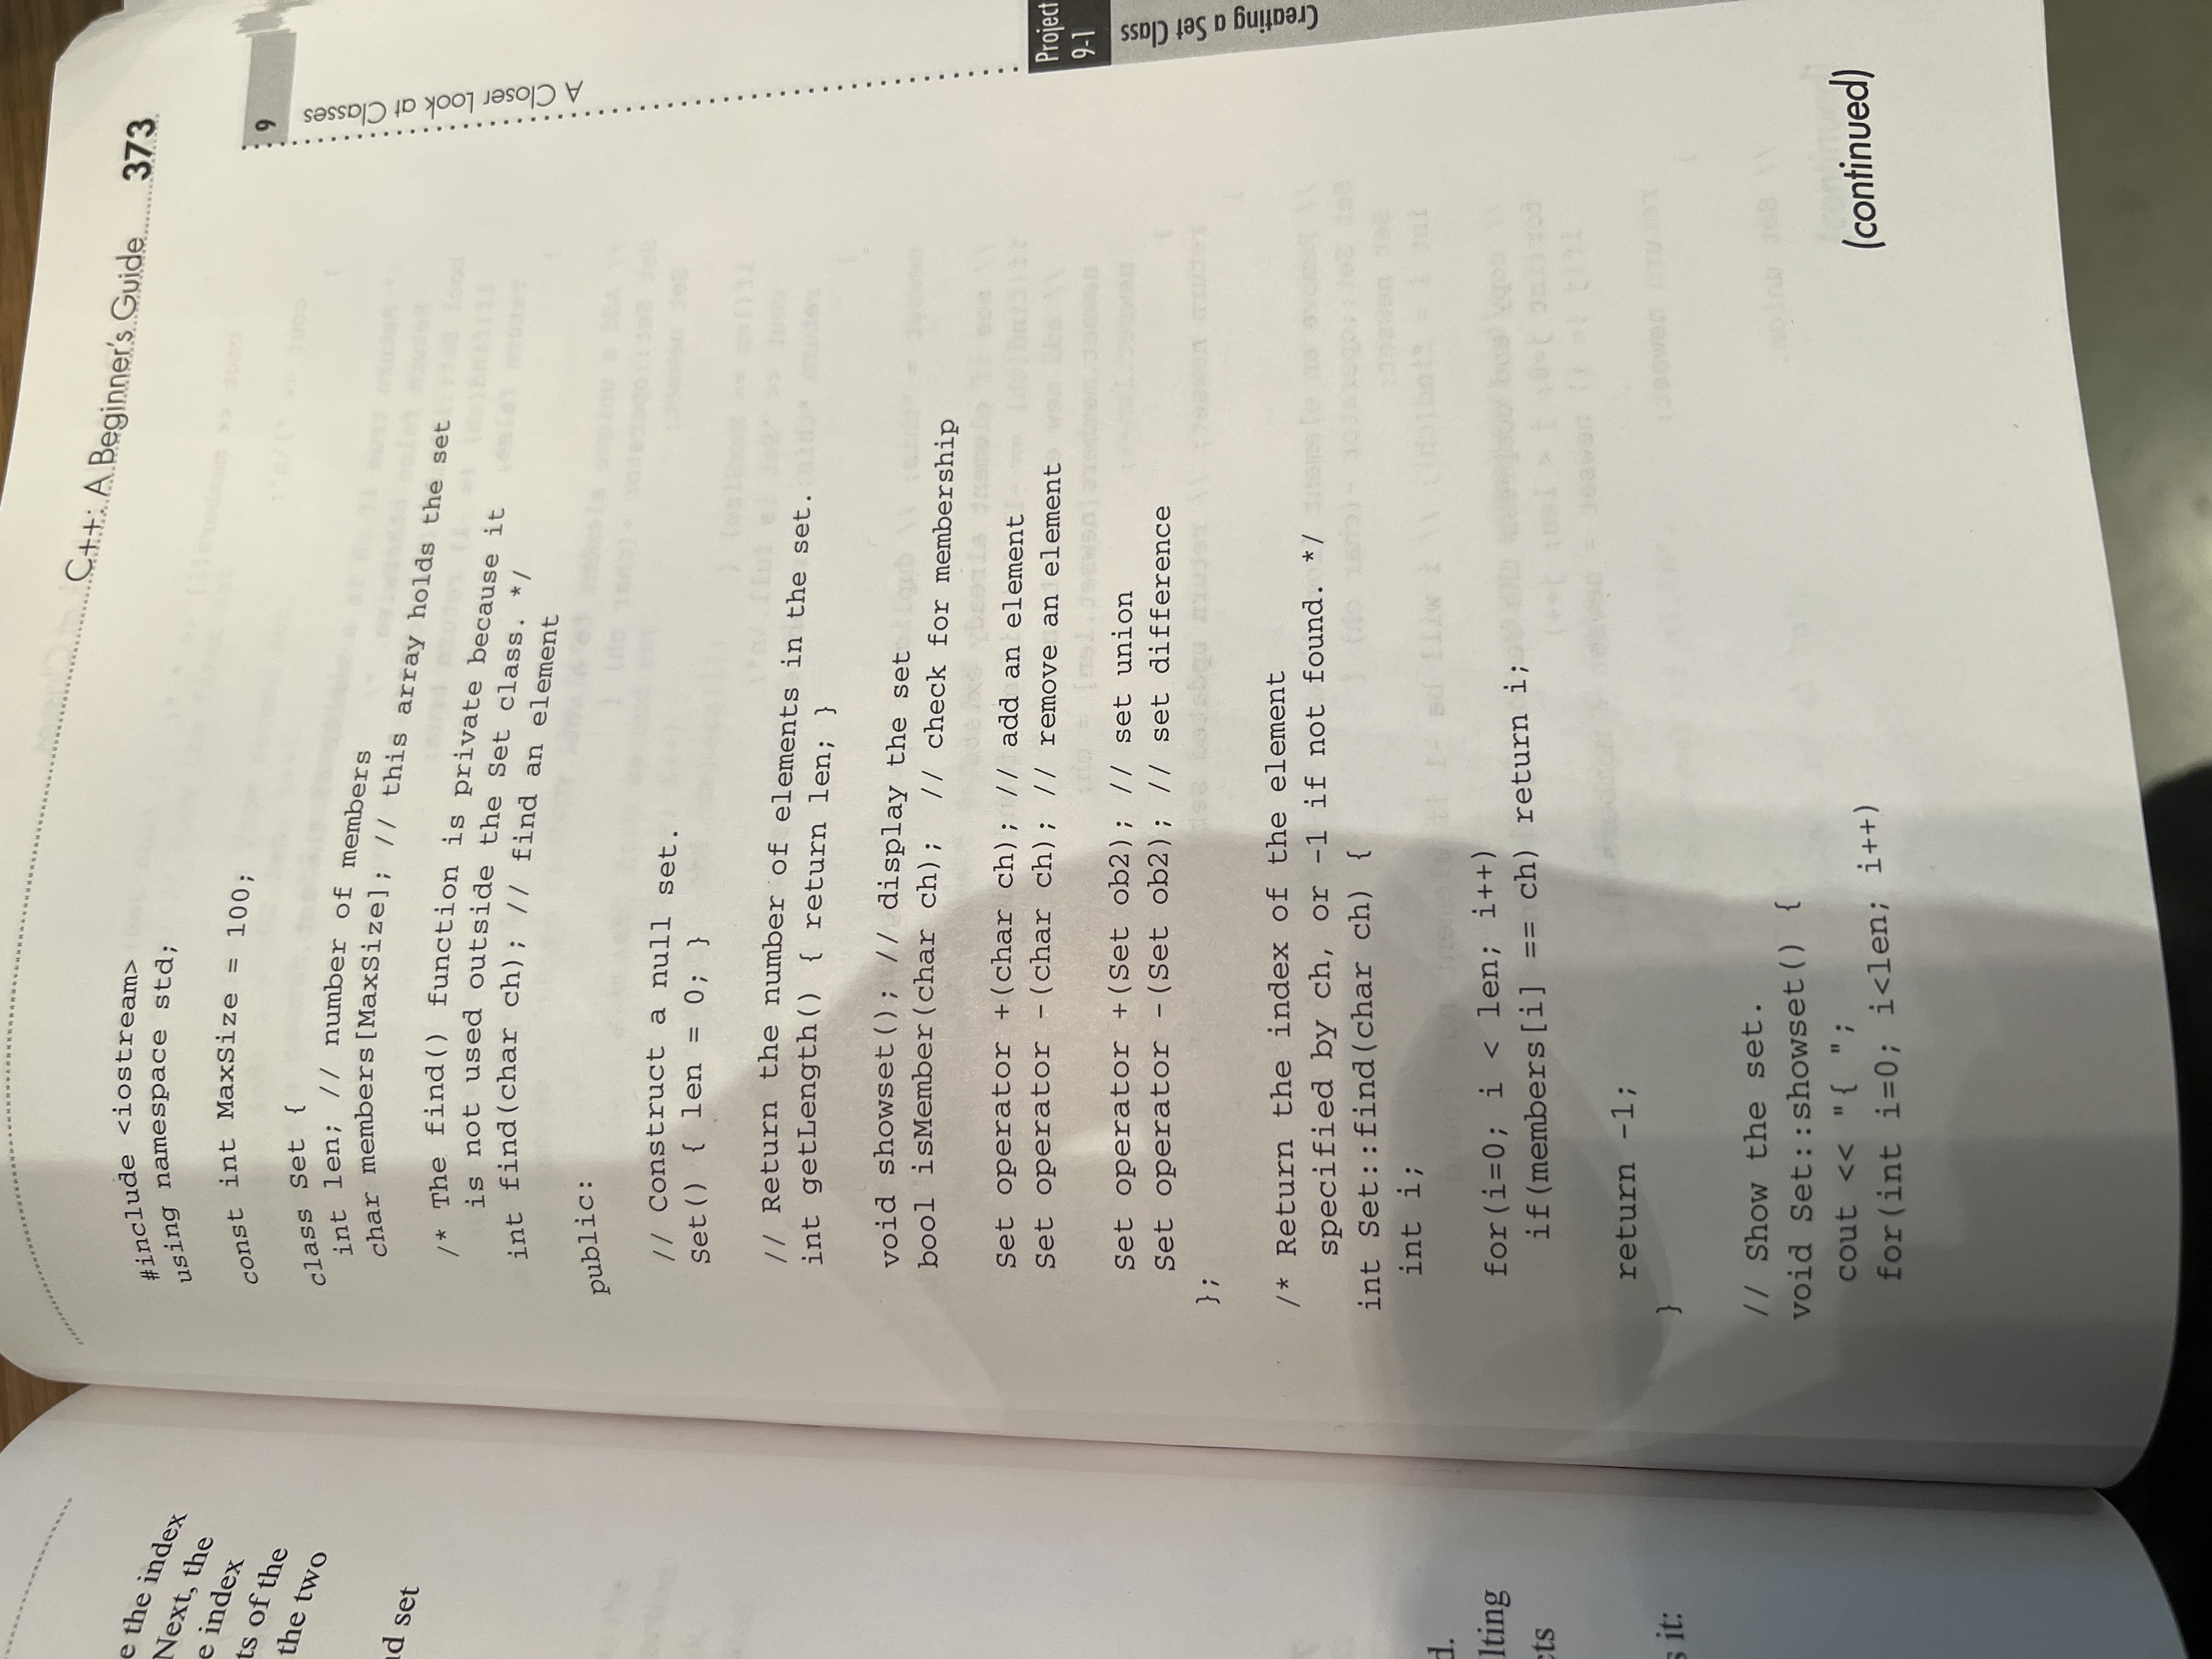 e the index
Next, the
e index
ts of the
the two
nd set
d.
lting
cts
s it:
C++: A Beginner's Guide 373
#include <iostream>
using namespace std;
const int MaxSize = 100;
class Set {
int len; // number of members
char members[MaxSize]; // this array holds the set
/* The find() function is private because it
is not used outside the Set class. */
int find(char ch); // find an element
public:
// Construct a null set.
Set() { len = 0; }
// Return the number of elements in the set.
int getLength() { return len; }
void showset(); // display the set
bool isMember(char ch); // check for membership
Set operator +(char ch); // add an element
Set operator -(char ch); // remove an element
Set operator +(Set ob2); // set union
Set operator -(Set ob2); // set difference
};
/* Return the index of the element
specified by ch, or -1 if not found. */
int Set::find(char ch) {
int i;
for(i=0; i < len; i++)
if(members[i] == ch) return i;
return -1;
}
// Show the set.
void Set::showset() {
cout << "{ ";
for(int i=0; i<len; i++)
(continued)
9
A Closer Look at Classes
Project
9-1
Creating a Set Class